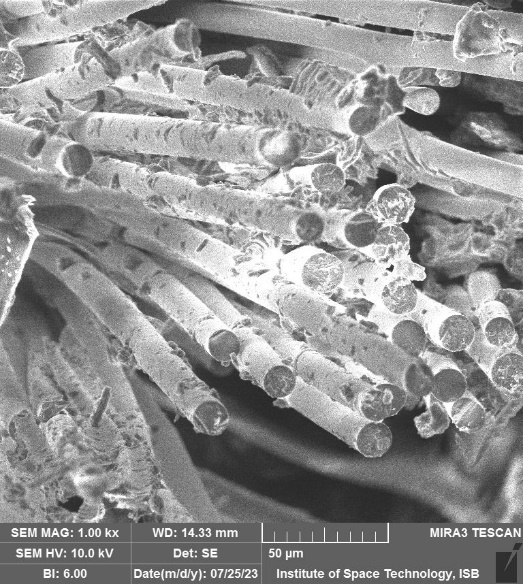 SEM MAG: 1.00 kx WD: 14.33 mm MIRA3 TESCAN
SEM HV: 10.0 kV Det: SE 50 µm
BI: 6.00 Date(m/d/y): 07/25/23 Institute of Space Technology, ISB